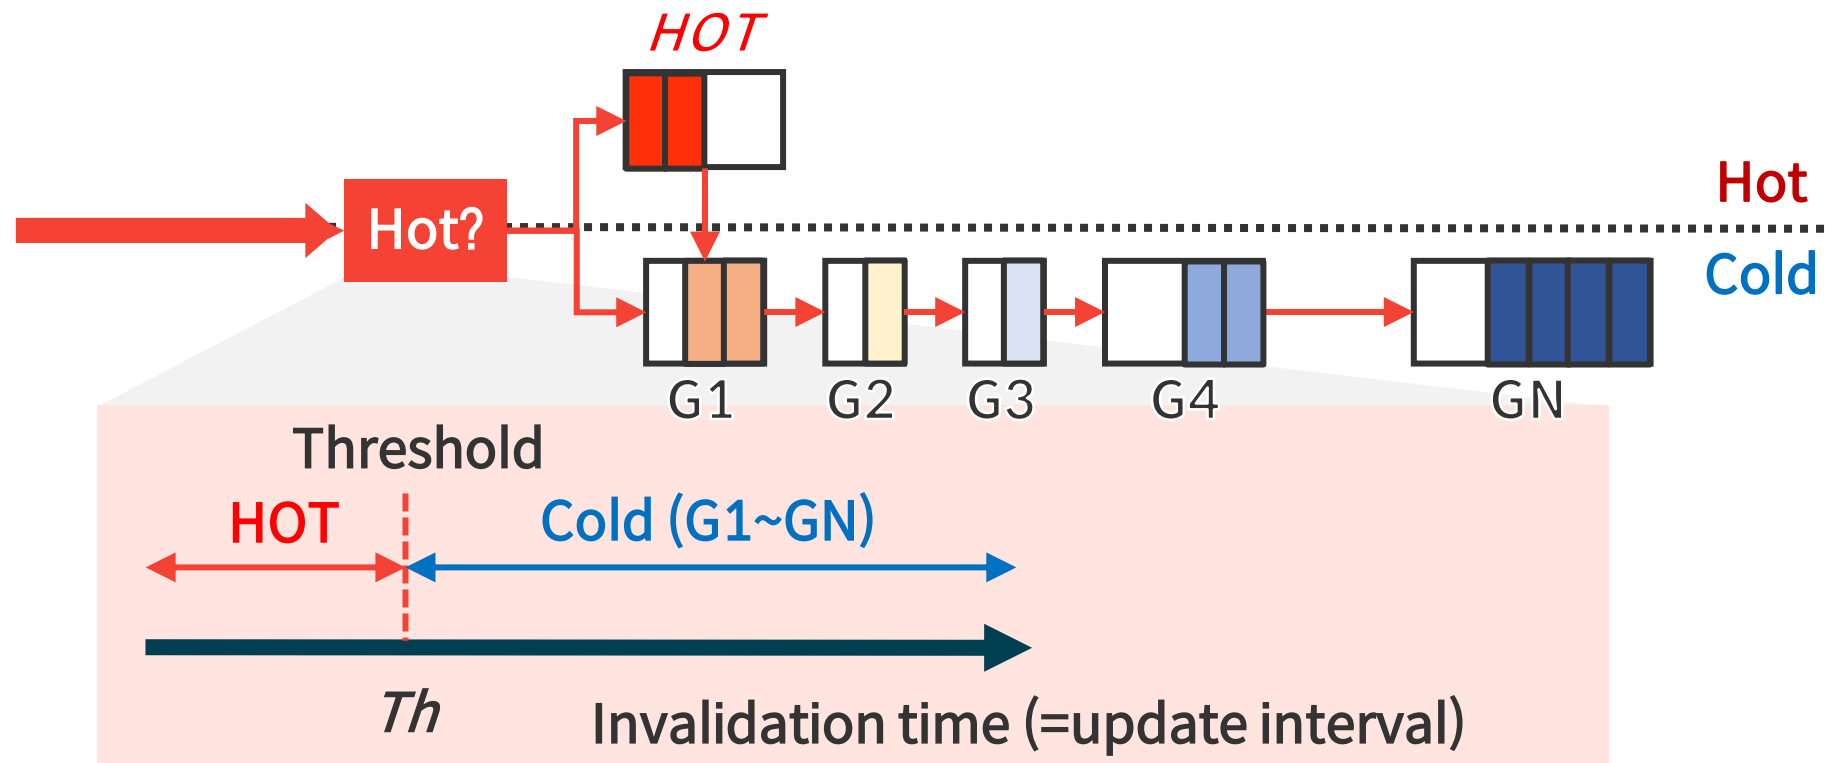 HOT
Hot
Hot?
Cold
G1 G2 G3 G4 GN
Threshold
HOT
Cold (G1~GN)
Th
Invalidation time (=update interval)